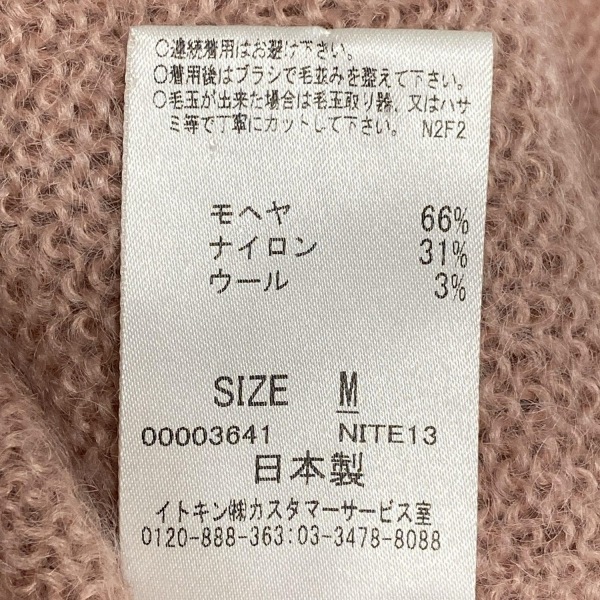 ○連続着用はお避け下さい。
○着用後はブラシで毛並みを整えて下さい。
○毛玉が出来た場合は毛玉取り器、又はハサ
ミ等で丁寧にカットして下さい。 N2F2
モヘヤ 66%
ナイロン 31%
ウール 3%
SIZE M
00003641 NITE13
日本製
イトキン㈱カスタマーサービス室
0120-888-363:03-3478-8088